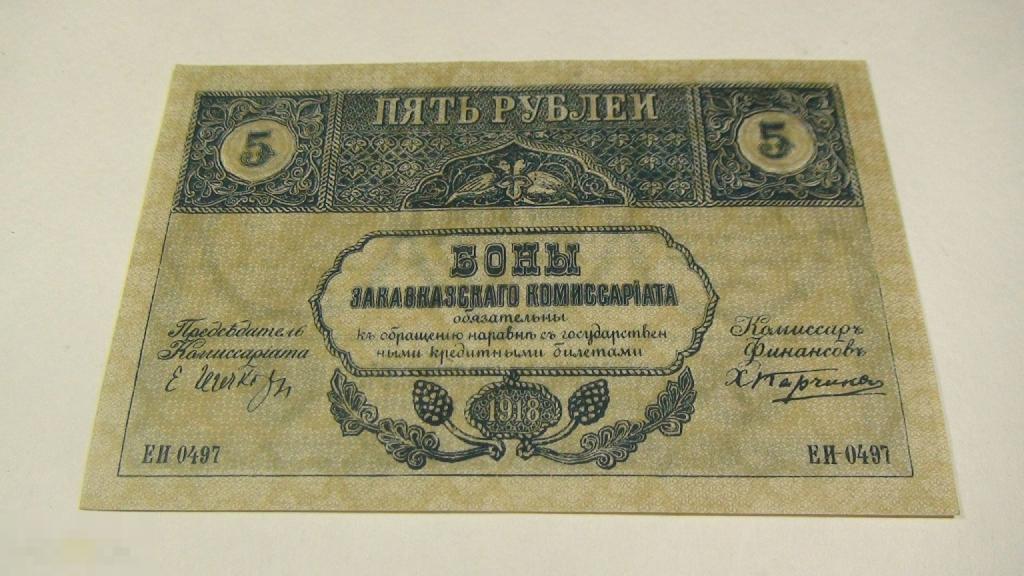 5 ПЯТЬ РУБЛЕЙ 5
БОНЫ
ЗАКАВКАЗСКАГО КОМИССАРІАТА
обязательны
къ обращенію наравнѣ съ государствен
ными кредитными билетами
Предсѣдатель
Комиссаріата
Комиссаръ
Финансовъ
1918
ЕИ-0497
ЕИ-0497